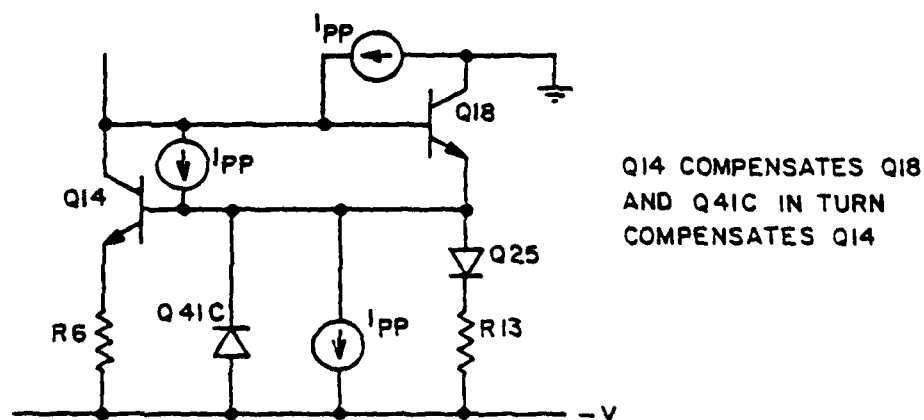 IPP
Q18
IPP
Q14
Q14 COMPENSATES Q18
AND Q41C IN TURN
COMPENSATES Q14
Q25
Q41C
R6
IPP
R13
-V